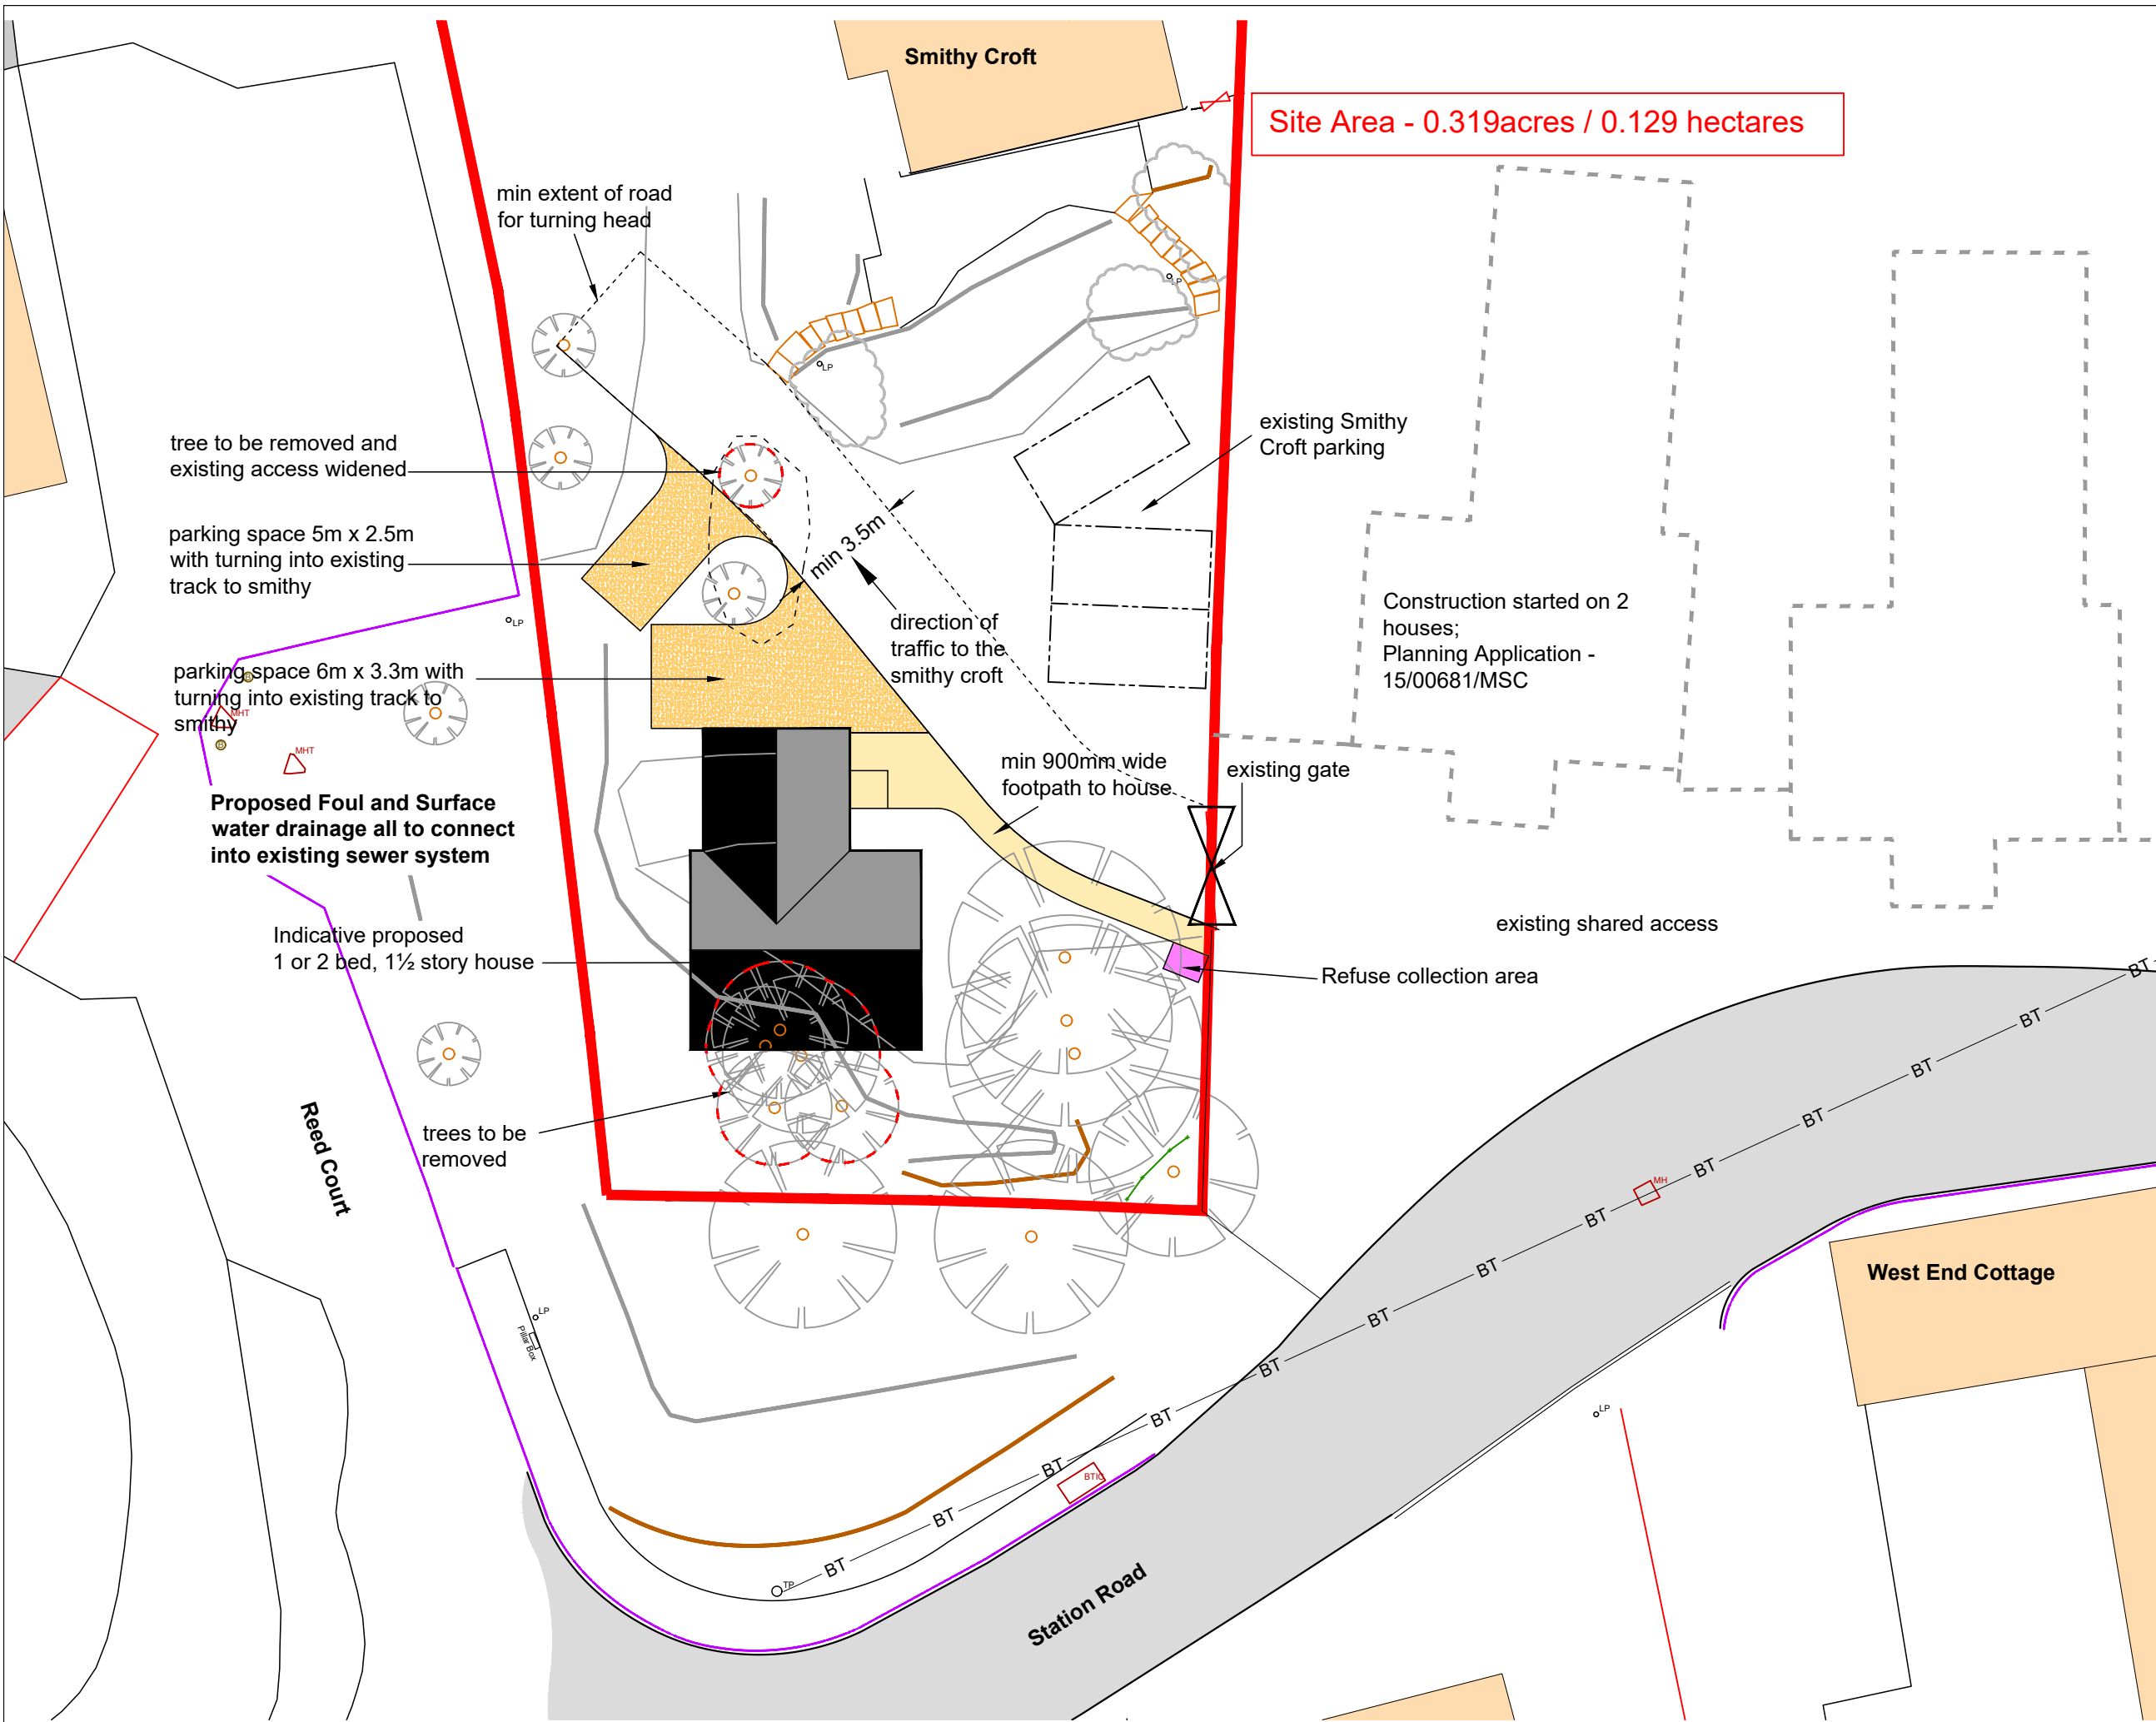 Smithy Croft
Site Area - 0.319acres / 0.129 hectares
min extent of road
for turning head
LP
LP
tree to be removed and
existing access widened
existing Smithy
Croft parking
parking space 5m x 2.5m
with turning into existing
track to smithy
min 3.5m
LP
direction of
traffic to the
smithy croft
Construction started on 2
houses;
Planning Application -
15/00681/MSC
parking space 6m x 3.3m with
turning into existing track to
smithy
MHT
MHT
min 900mm wide
footpath to house
existing gate
Proposed Foul and Surface
water drainage all to connect
into existing sewer system
existing shared access
Indicative proposed
1 or 2 bed, 1½ story house
Refuse collection area
BT
BT
BT
BT
BT
MH
BT
BT
BT
BT
BT
BT
BT
BT
trees to be
removed
Reed Court
West End Cottage
LP
Pillar Box
LP
BTIC
TP
Station Road